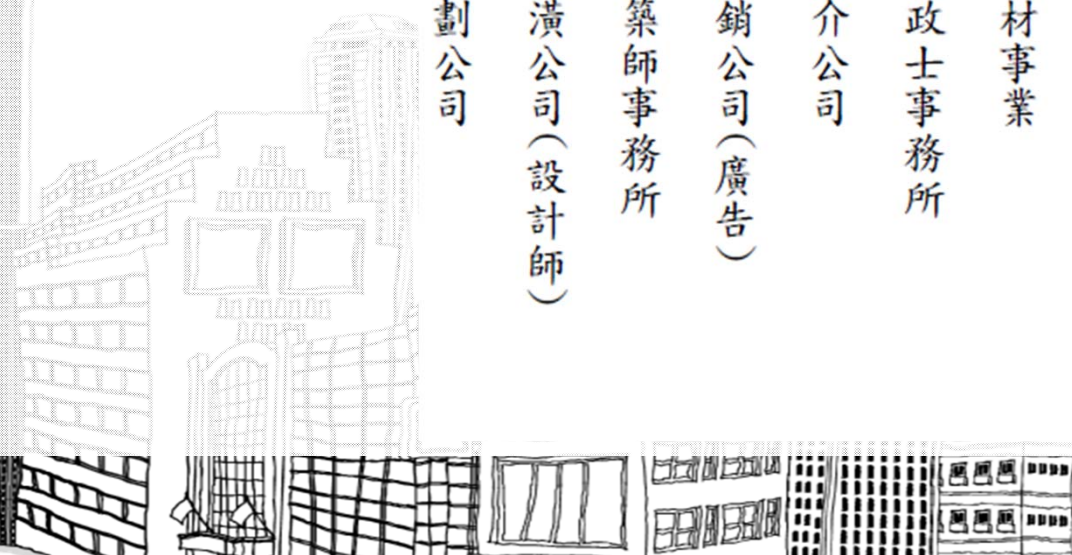 材事業
政士事務所
介公司
銷公司(廣告)
築師事務所
潢公司(設計師)
劃公司